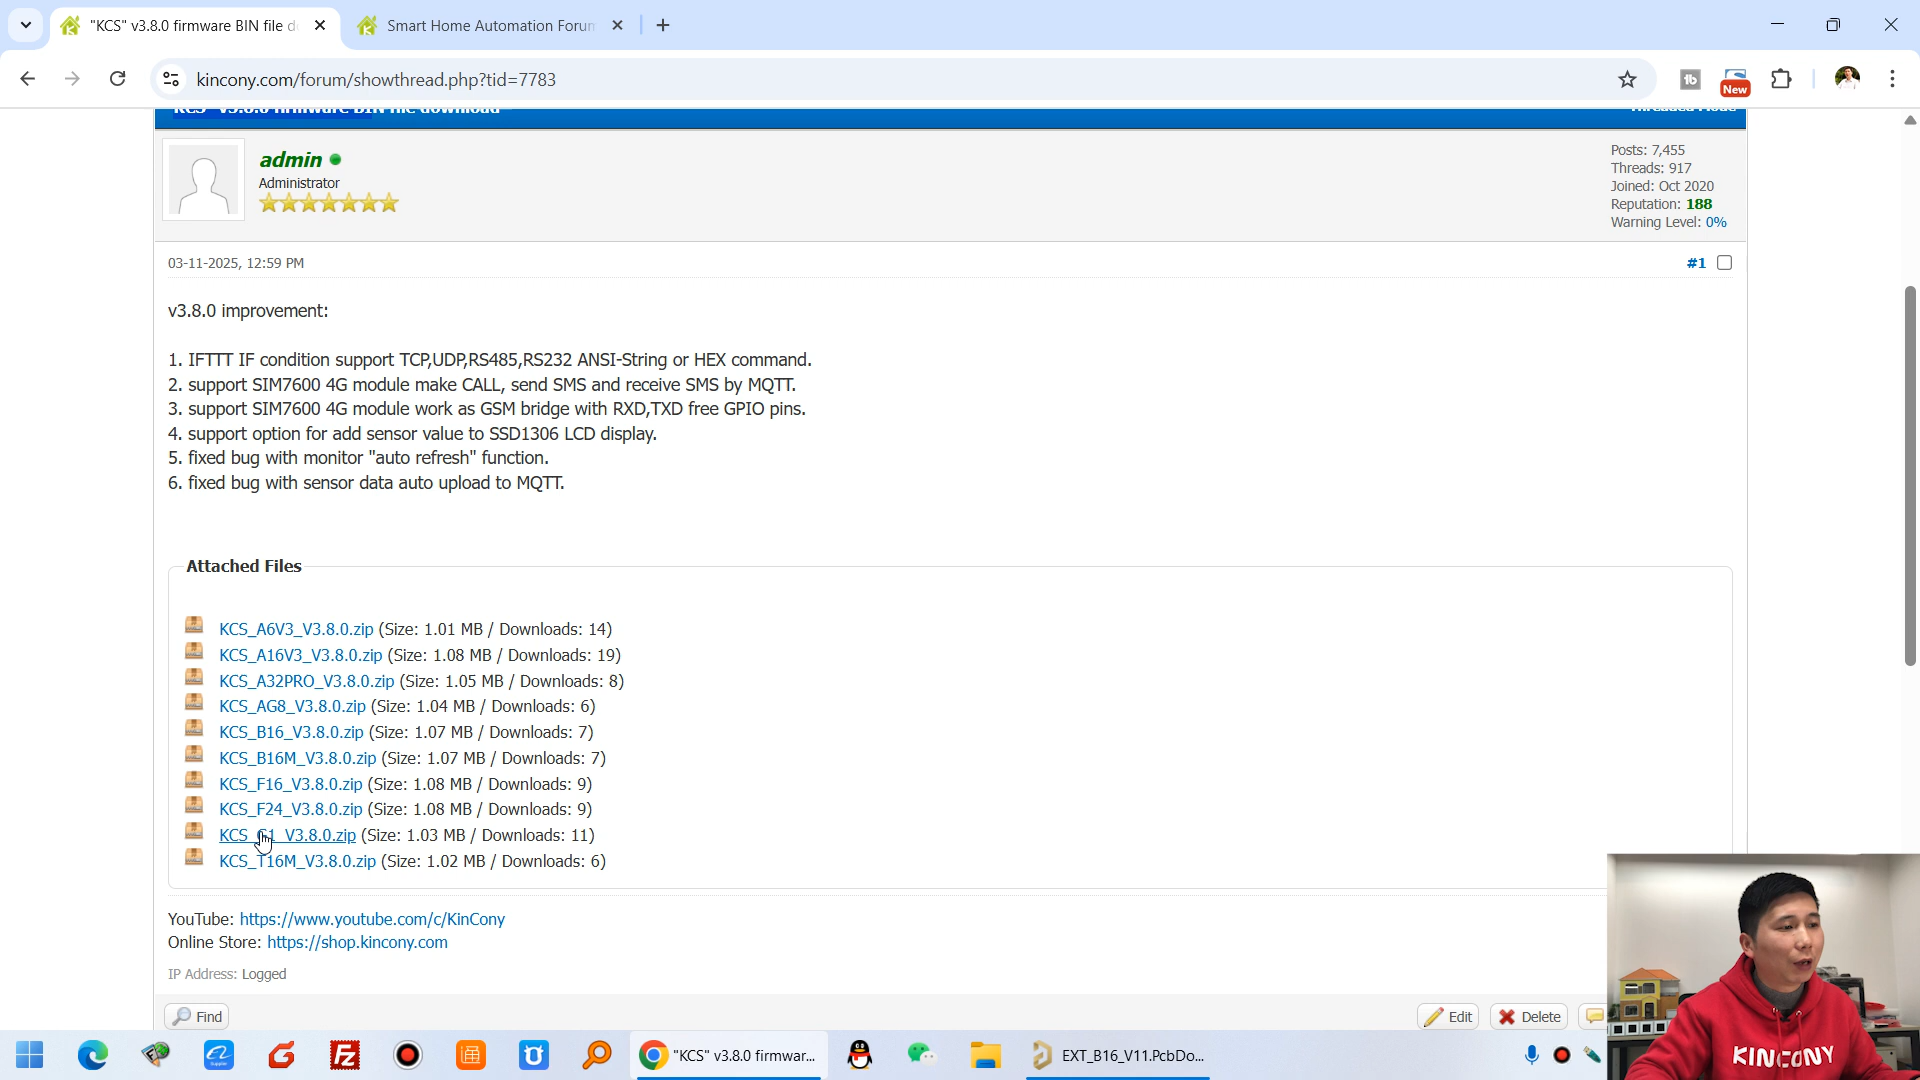 "KCS" v3.8.0 firmware BIN file d
Smart Home Automation Forum
kincony.com/forum/showthread.php?tid=7783
New
"KCS" v3.8.0 firmware BIN file download
Threaded Mode
admin
Administrator
Posts: 7,455
Threads: 917
Joined: Oct 2020
Reputation: 188
Warning Level: 0%
03-11-2025, 12:59 PM
#1
v3.8.0 improvement:
1. IFTTT IF condition support TCP,UDP,RS485,RS232 ANSI-String or HEX command.
2. support SIM7600 4G module make CALL, send SMS and receive SMS by MQTT.
3. support SIM7600 4G module work as GSM bridge with RXD,TXD free GPIO pins.
4. support option for add sensor value to SSD1306 LCD display.
5. fixed bug with monitor "auto refresh" function.
6. fixed bug with sensor data auto upload to MQTT.
Attached Files
KCS_A6V3_V3.8.0.zip (Size: 1.01 MB / Downloads: 14)
KCS_A16V3_V3.8.0.zip (Size: 1.08 MB / Downloads: 19)
KCS_A32PRO_V3.8.0.zip (Size: 1.05 MB / Downloads: 8)
KCS_AG8_V3.8.0.zip (Size: 1.04 MB / Downloads: 6)
KCS_B16_V3.8.0.zip (Size: 1.07 MB / Downloads: 7)
KCS_B16M_V3.8.0.zip (Size: 1.07 MB / Downloads: 7)
KCS_F16_V3.8.0.zip (Size: 1.08 MB / Downloads: 9)
KCS_F24_V3.8.0.zip (Size: 1.08 MB / Downloads: 9)
KCS_G1_V3.8.0.zip (Size: 1.03 MB / Downloads: 11)
KCS_T16M_V3.8.0.zip (Size: 1.02 MB / Downloads: 6)
YouTube: https://www.youtube.com/c/KinCony
Online Store: https://shop.kincony.com
IP Address: Logged
Find
Edit
Delete
KINCONY
"KCS" v3.8.0 firmwar...
EXT_B16_V11.PcbDo...